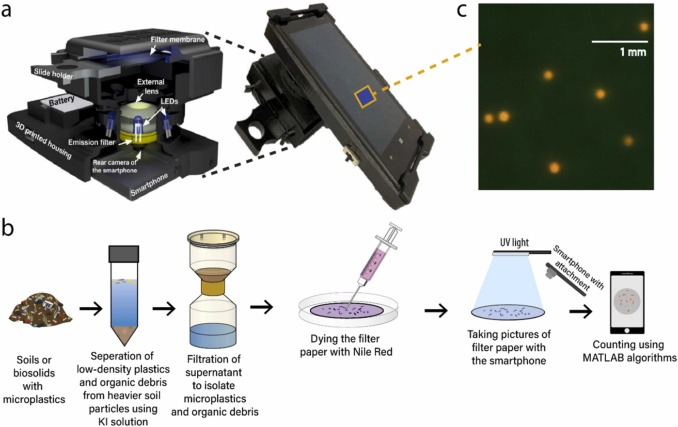 a
Filter membrane
Slide holder
External
lens
LEDs
Battery
3D printed housing
Emission filter
Rear camera of
the smartphone
Smartphone
c
1 mm
b
Soils or
biosolids
with
microplastics
Seperation of
low-density plastics
and organic debris
from heavier soil
particles using
KI solution
Filtration of
supernatant
to isolate
microplastics
and organic debris
Dying the filter
paper with Nile Red
UV light
Smartphone with
attachment
Taking pictures of
filter paper with
the smartphone
Counting using
MATLAB algorithms